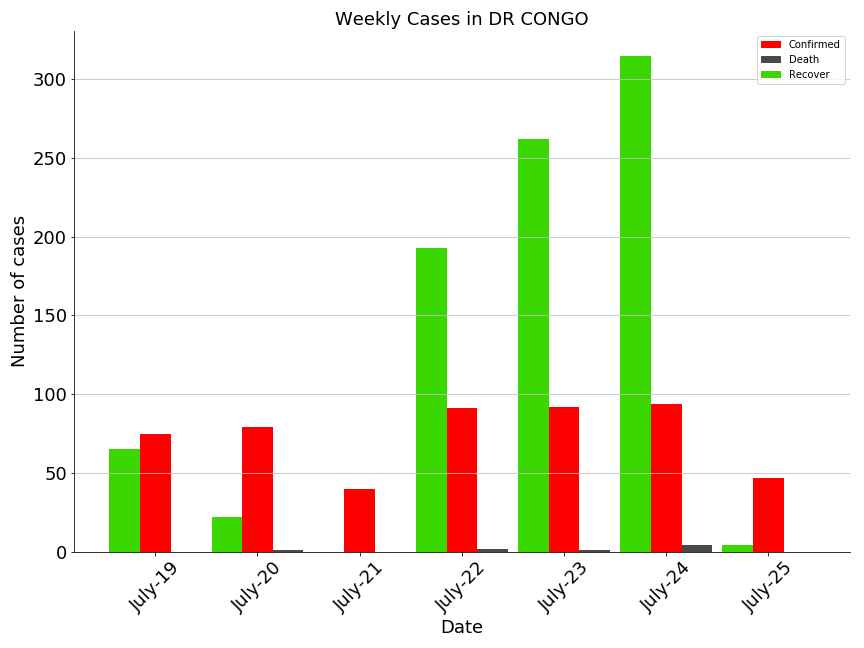 Weekly Cases in DR CONGO
Confirmed
Death
Recover
Number of cases
300
250
200
150
100
50
0
July-19
July-20
July-21
July-22
July-23
July-24
July-25
Date